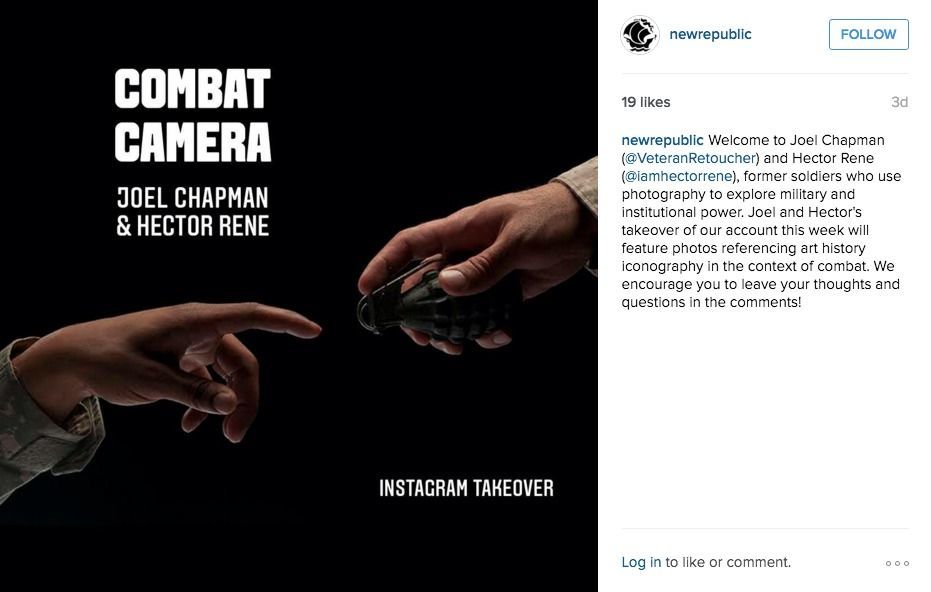 COMBAT
CAMERA
JOEL CHAPMAN
& HECTOR RENE
INSTAGRAM TAKEOVER
newrepublic
FOLLOW
19 likes
3d
newrepublic Welcome to Joel Chapman
(@VeteranRetoucher) and Hector Rene
(@iamhectorrene), former soldiers who use
photography to explore military and
institutional power. Joel and Hector's
takeover of our account this week will
feature photos referencing art history
iconography in the context of combat. We
encourage you to leave your thoughts and
questions in the comments!
Log in to like or comment.